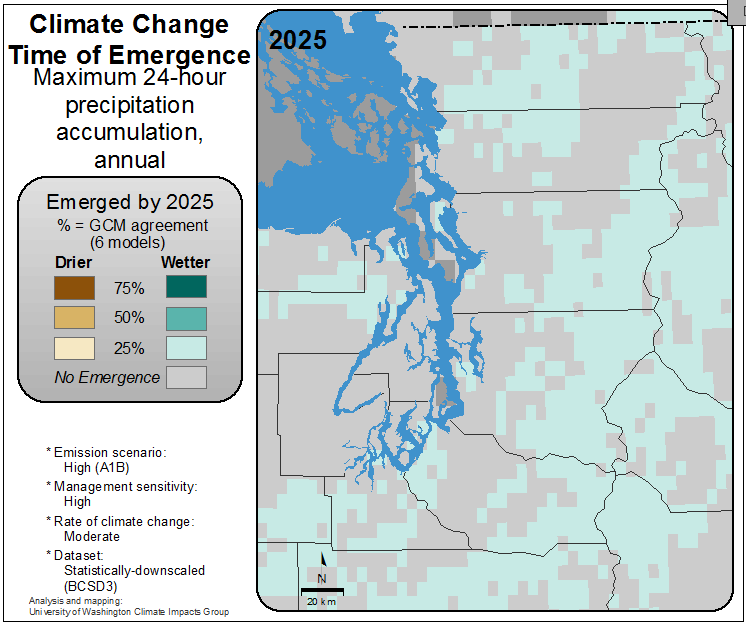 Climate Change
Time of Emergence
Maximum 24-hour
precipitation
accumulation,
annual
Emerged by 2025
% = GCM agreement
(6 models)
Drier Wetter
75%
50%
25%
No Emergence
* Emission scenario:
High (A1B)
* Management sensitivity:
High
* Rate of climate change:
Moderate
* Dataset:
Statistically-downscaled
(BCSD3)
Analysis and mapping:
University of Washington Climate Impacts Group
2025
N
20 km